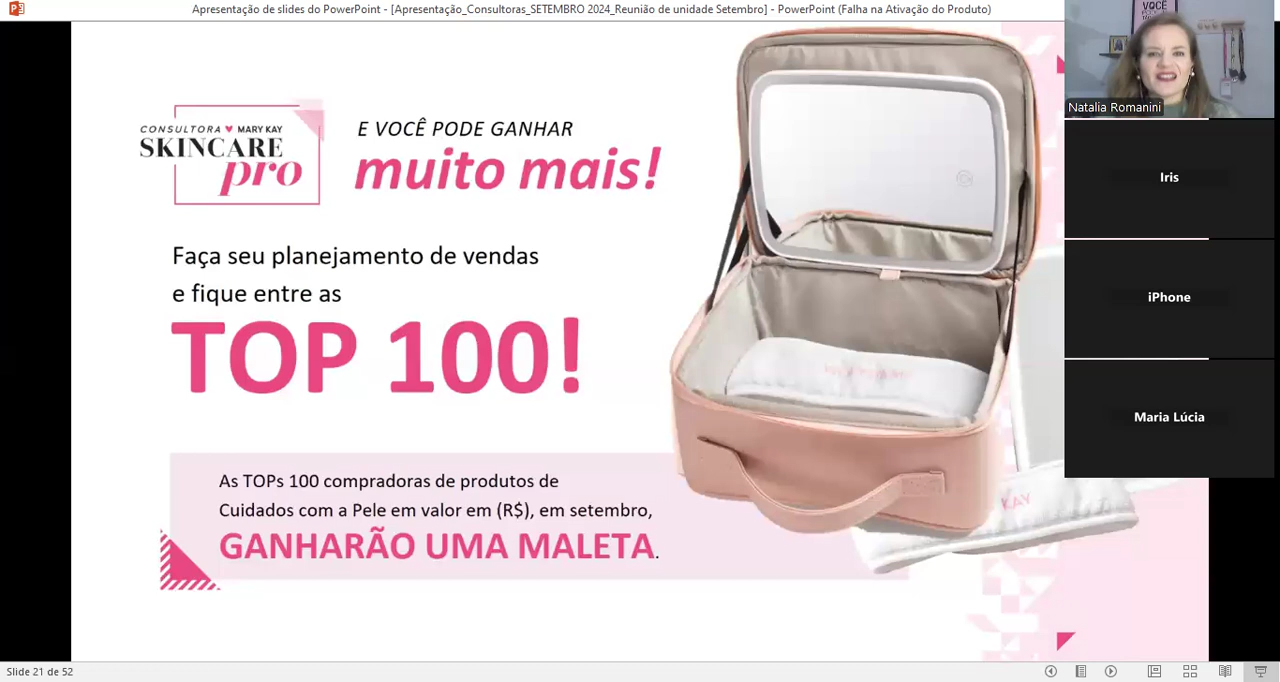 Apresentação de slides do PowerPoint - [Apresentação_Consultoras_SETEMBRO 2024_Reunião de unidade Setembro] - PowerPoint (Falha na Ativação do Produto)
VOCÊ
Natalia Romanini
CONSULTORA MARY KAY
SKINCARE
pro
E VOCÊ PODE GANHAR
muito mais!
Faça seu planejamento de vendas
e fique entre as
TOP 100!
As TOPs 100 compradoras de produtos de
Cuidados com a Pele em valor em (R$), em setembro,
GANHARÃO UMA MALETA.
KAY
Iris
iPhone
Maria Lúcia
Slide 21 de 52